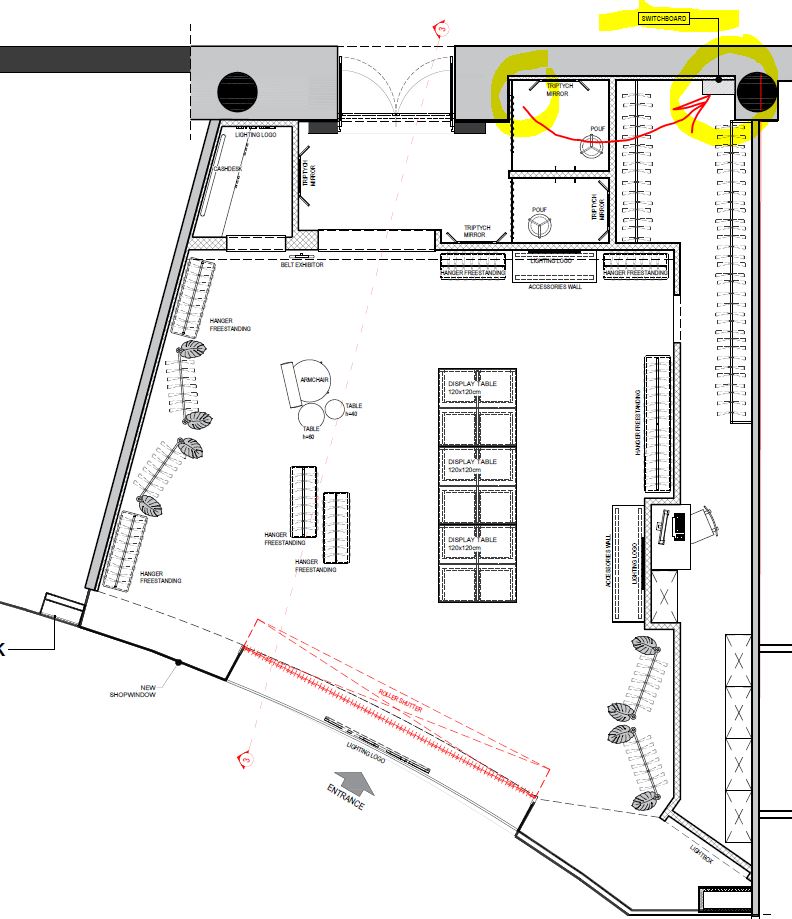 3
SWITCHBOARD
TRIPTYCH
MIRROR
LIGHTING LOGO
POUF
CASHDESK
TRIPTYCH
MIRROR
TRIPTYCH
MIRROR
POUF
TRIPTYCH
MIRROR
BELT EXHIBITOR
LIGHTING LOGO
HANGER FREESTANDING
HANGER FREESTANDING
ACCESSORIES WALL
HANGER
FREESTANDING
ARMCHAIR
DISPLAY TABLE
120x120cm
TABLE
h=40
TABLE
h=60
HANGER FREESTANDING
DISPLAY TABLE
120x120cm
HANGER
FREESTANDING
DISPLAY TABLE
120x120cm
HANGER
FREESTANDING
ACCESSORIES WALL
LIGHTING LOGO
HANGER
FREESTANDING
K
NEW
SHOPWINDOW
ROLLER SHUTTER
LIGHTING LOGO
3
ENTRANCE
LIGHTBOX